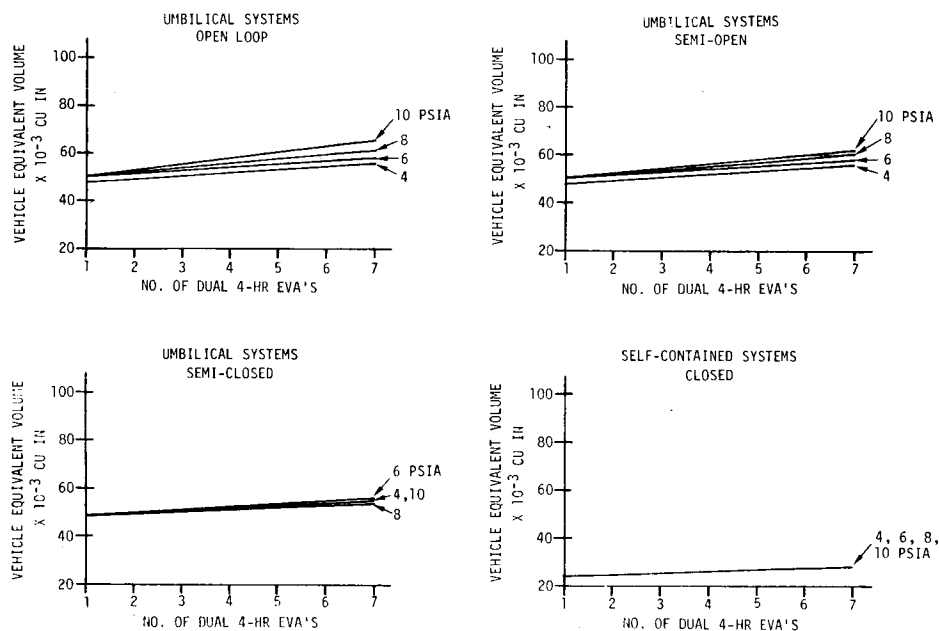 UMBILICAL SYSTEMS
OPEN LOOP
VEHICLE EQUIVALENT VOLUME
X 10-3 CU IN
100
80
60
40
20
10 PSIA
8
6
4
1 2 3 4 5 6 7
NO. OF DUAL 4-HR EVA'S
UMBILICAL SYSTEMS
SEMI-OPEN
VEHICLE EQUIVALENT VOLUME
X 10-3 CU IN
100
80
60
40
20
10 PSIA
8
6
4
1 2 3 4 5 6 7
NO. OF DUAL 4-HR EVA'S
UMBILICAL SYSTEMS
SEMI-CLOSED
VEHICLE EQUIVALENT VOLUME
X 10-3 CU IN
100
80
60
40
20
6 PSIA
4,10
8
1 2 3 4 5 6 7
NO. OF DUAL 4-HR EVA'S
SELF-CONTAINED SYSTEMS
CLOSED
VEHICLE EQUIVALENT VOLUME
X 10-3 CU IN
100
80
60
40
20
4, 6, 8,
10 PSIA
1 2 3 4 5 6 7
NO. OF DUAL 4-HR EVA'S